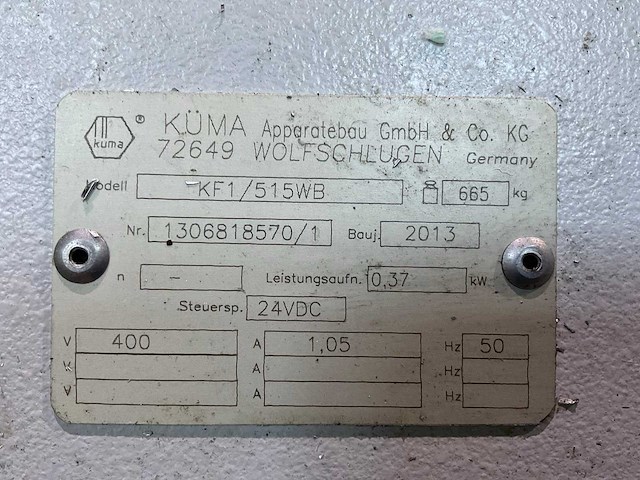 kuma ® KÜMA Apparatebau GmbH & Co. KG
72649 WOLFSCHLUGEN Germany
Modell KF1/515WB 665 kg
Nr. 1306818570/1 Bauj. 2013
n - Leistungsaufn. 0,37 kW
Steuersp. 24VDC
V 400 A 1,05 Hz 50
V A Hz
V A Hz